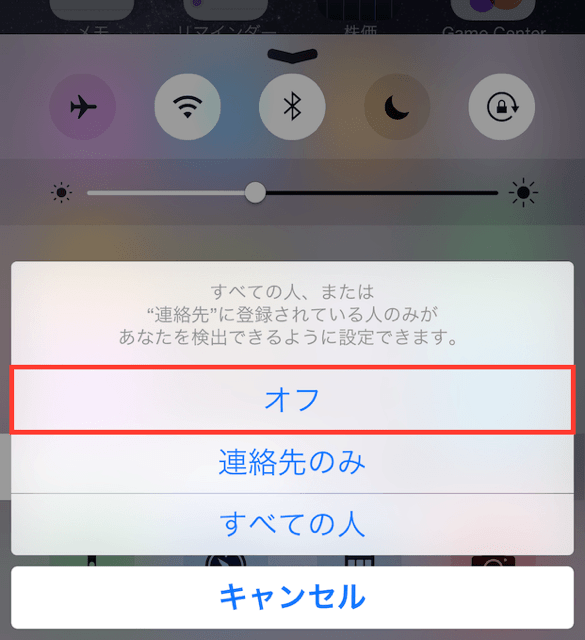 メモ リマインダー 株価 Game Center
すべての人、または
“連絡先”に登録されている人のみが
あなたを検出できるように設定できます。
オフ
連絡先のみ
すべての人
キャンセル